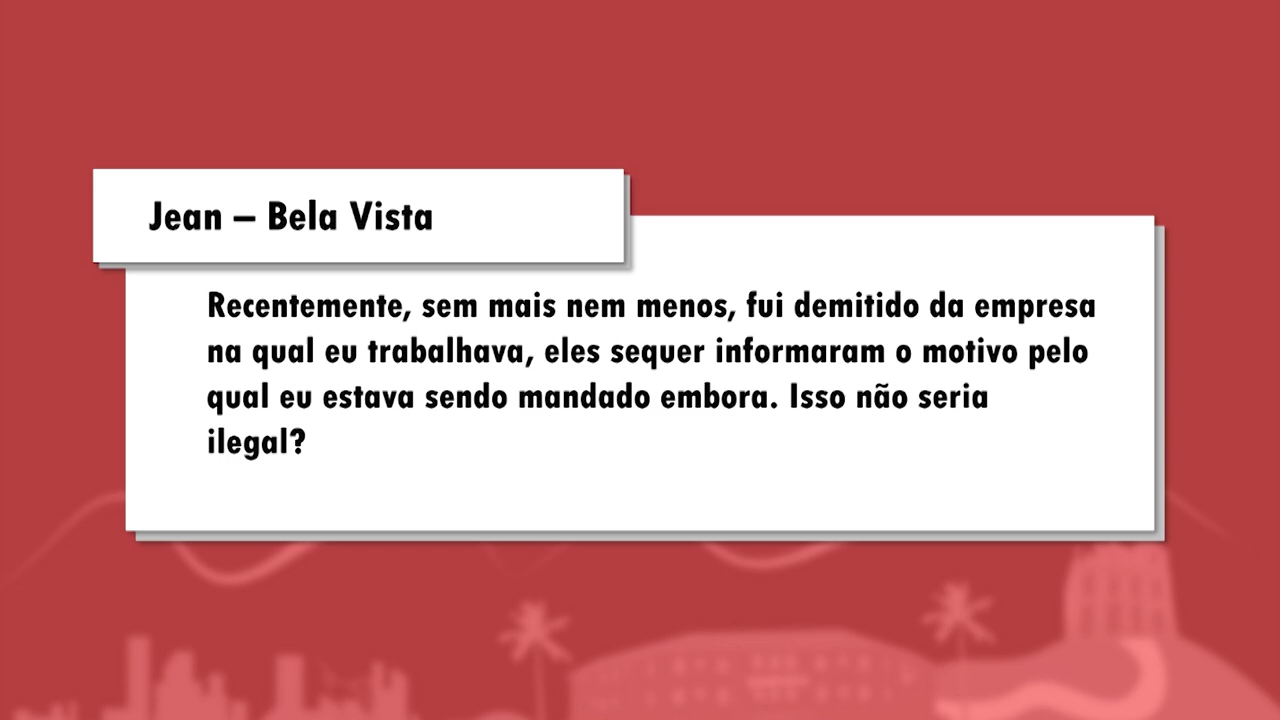 Jean – Bela Vista
Recentemente, sem mais nem menos, fui demitido da empresa
na qual eu trabalhava, eles sequer informaram o motivo pelo
qual eu estava sendo mandado embora. Isso não seria
ilegal?